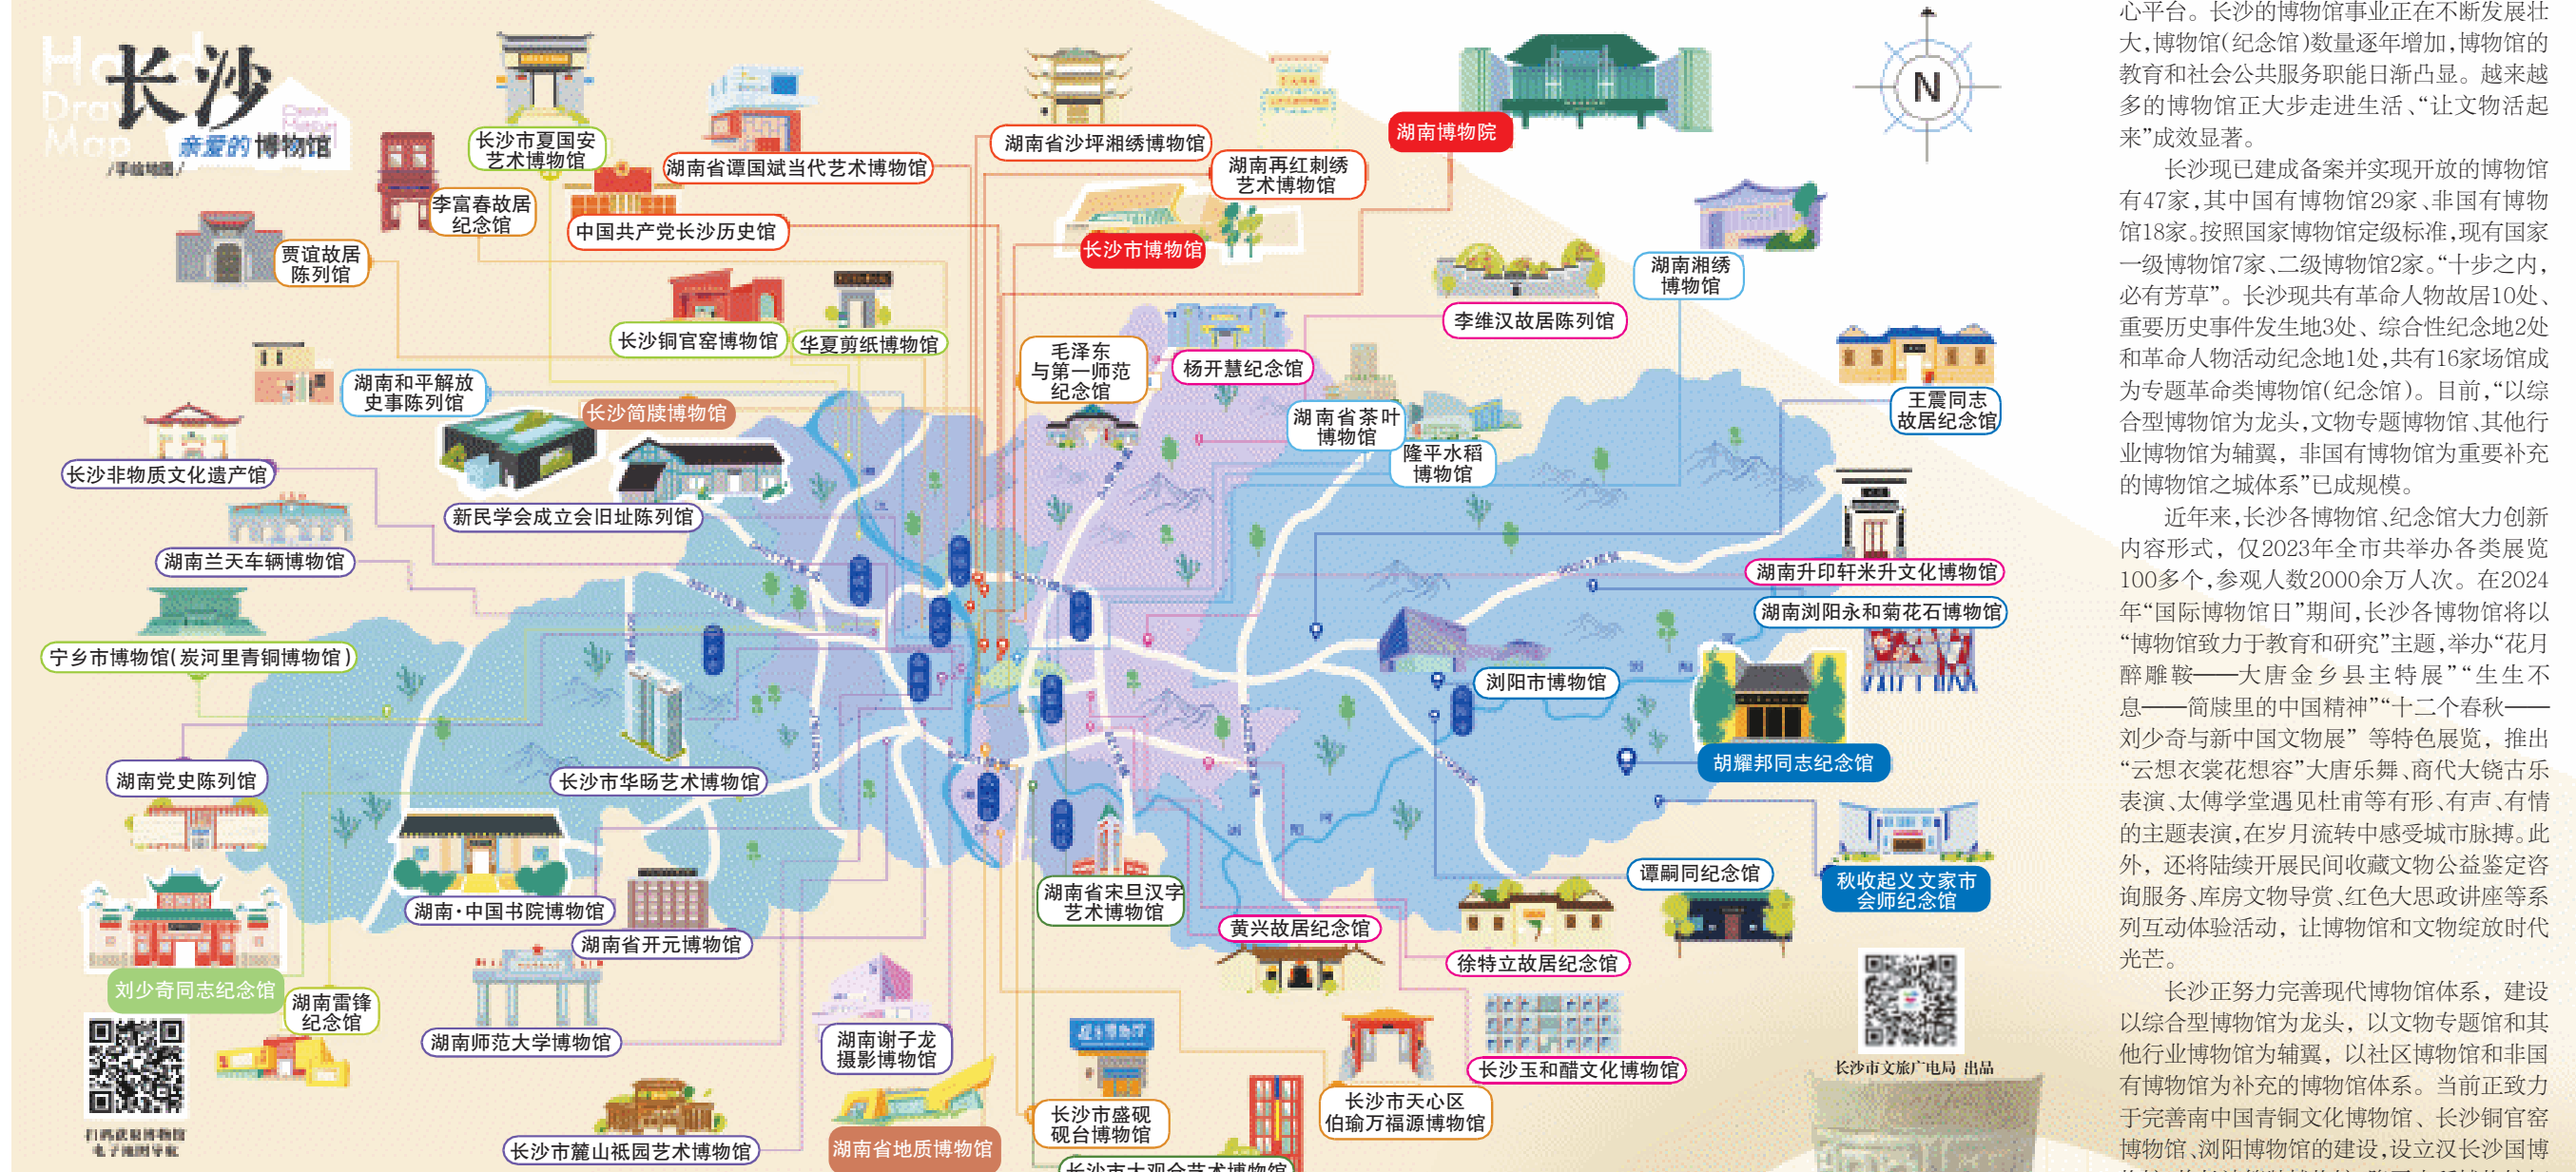 Hand
Draw
Map
长沙
亲爱的博物馆
/手绘地图/
长沙市夏国安
艺术博物馆
湖南省谭国斌当代艺术博物馆
湖南省沙坪湘绣博物馆
湖南再红刺绣
艺术博物馆
湖南博物院
N
李富春故居
纪念馆
中国共产党长沙历史馆
长沙市博物馆
贾谊故居
陈列馆
湖南湘绣
博物馆
李维汉故居陈列馆
长沙铜官窑博物馆
华夏剪纸博物馆
毛泽东
与第一师范
纪念馆
杨开慧纪念馆
湖南和平解放
史事陈列馆
长沙简牍博物馆
湖南省茶叶
博物馆
隆平水稻
博物馆
王震同志
故居纪念馆
长沙非物质文化遗产馆
新民学会成立会旧址陈列馆
湖南兰天车辆博物馆
湖南升印轩米升文化博物馆
湖南浏阳永和菊花石博物馆
宁乡市博物馆(炭河里青铜博物馆)
浏阳市博物馆
胡耀邦同志纪念馆
湖南党史陈列馆
长沙市华旸艺术博物馆
谭嗣同纪念馆
秋收起义文家市
会师纪念馆
湖南·中国书院博物馆
湖南省宋旦汉字
艺术博物馆
湖南省开元博物馆
黄兴故居纪念馆
徐特立故居纪念馆
刘少奇同志纪念馆
湖南雷锋
纪念馆
湖南师范大学博物馆
湖南谢子龙
摄影博物馆
长沙玉和醋文化博物馆
长沙市文旅广电局 出品
扫码获取博物馆
电子地图导航
长沙市麓山祗园艺术博物馆
湖南省地质博物馆
长沙市盛砚
砚台博物馆
长沙市天心区
伯瑜万福源博物馆
长沙市大观合艺术博物馆
心平台。长沙的博物馆事业正在不断发展壮
大,博物馆(纪念馆)数量逐年增加,博物馆的
教育和社会公共服务职能日渐凸显。越来越
多的博物馆正大步走进生活、“让文物活起
来”成效显著。
长沙现已建成备案并实现开放的博物馆
有47家,其中国有博物馆29家、非国有博物
馆18家。按照国家博物馆定级标准,现有国家
一级博物馆7家、二级博物馆2家。“十步之内,
必有芳草”。长沙现共有革命人物故居10处、
重要历史事件发生地3处、综合性纪念地2处
和革命人物活动纪念地1处,共有16家场馆成
为专题革命类博物馆(纪念馆)。目前,“以综
合型博物馆为龙头,文物专题博物馆、其他行
业博物馆为辅翼，非国有博物馆为重要补充
的博物馆之城体系”已成规模。
近年来,长沙各博物馆、纪念馆大力创新
内容形式，仅2023年全市共举办各类展览
100多个,参观人数2000余万人次。在2024
年“国际博物馆日”期间,长沙各博物馆将以
“博物馆致力于教育和研究”主题,举办“花月
醉雕鞍——大唐金乡县主特展”“生生不
息——简牍里的中国精神”“十二个春秋——
刘少奇与新中国文物展”等特色展览，推出
“云想衣裳花想容”大唐乐舞、商代大铙古乐
表演、太傅学堂遇见杜甫等有形、有声、有情
的主题表演,在岁月流转中感受城市脉搏。此
外，还将陆续开展民间收藏文物公益鉴定咨
询服务、库房文物导赏、红色大思政讲座等系
列互动体验活动，让博物馆和文物绽放时代
光芒。
长沙正努力完善现代博物馆体系，建设
以综合型博物馆为龙头，以文物专题馆和其
他行业博物馆为辅翼，以社区博物馆和非国
有博物馆为补充的博物馆体系。当前正致力
于完善南中国青铜文化博物馆、长沙铜官窑
博物馆、浏阳博物馆的建设,设立汉长沙国博